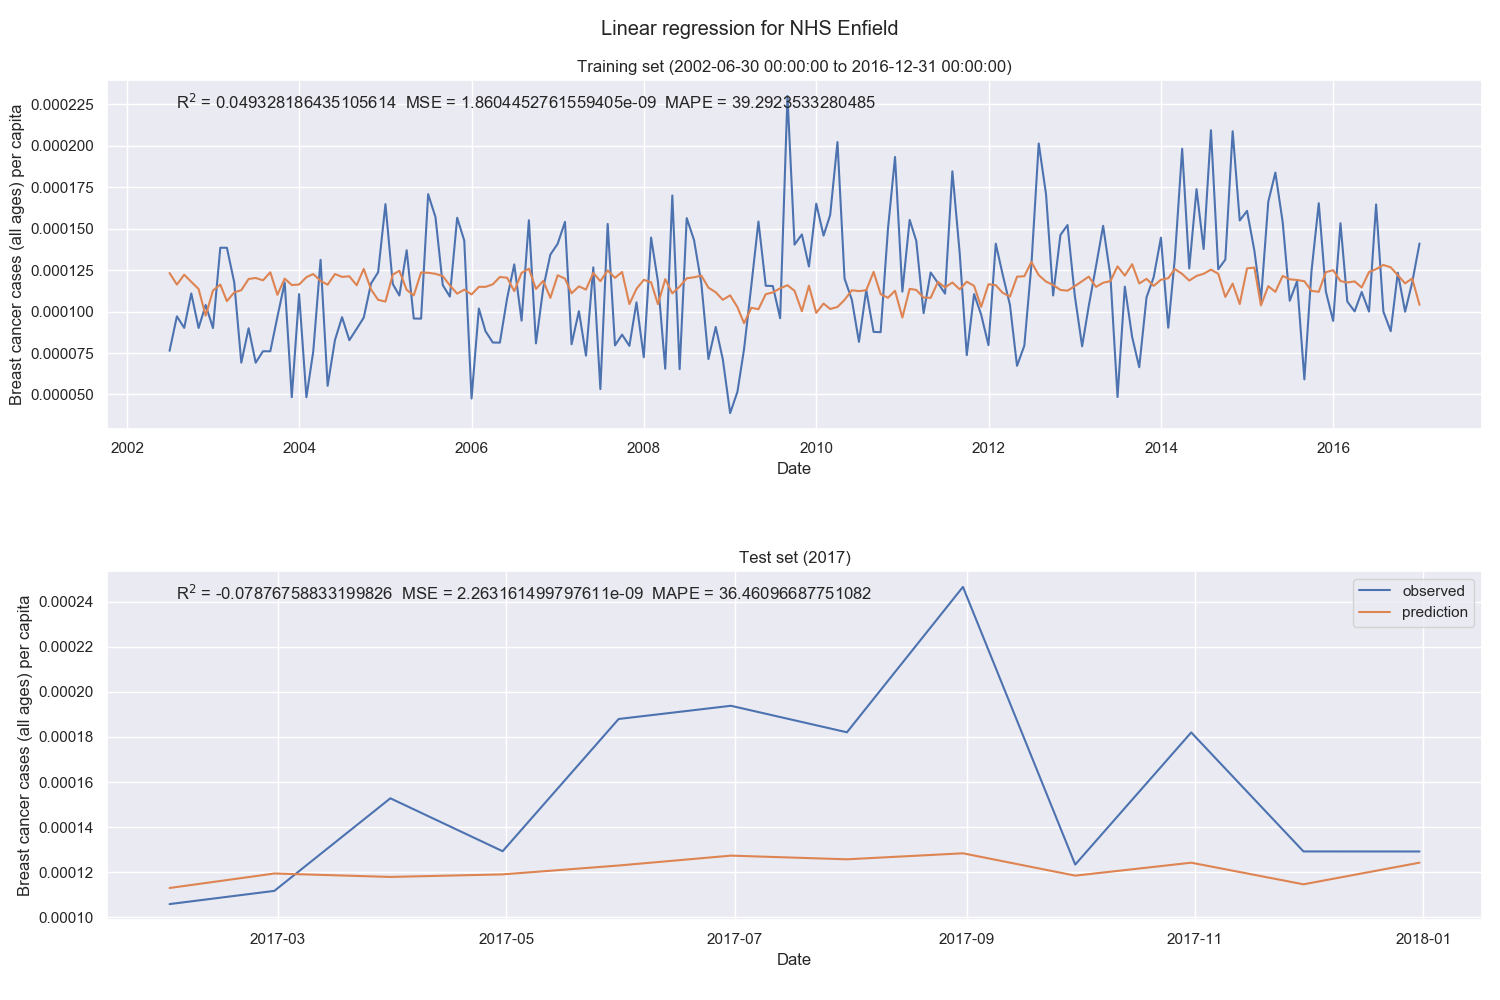 Linear regression for NHS Enfield
Training set (2002-06-30 00:00:00 to 2016-12-31 00:00:00)
R² = 0.049328186435105614 MSE = 1.8604452761559405e-09 MAPE = 39.2923533280485
Breast cancer cases (all ages) per capita
0.000225
0.000200
0.000175
0.000150
0.000125
0.000100
0.000075
0.000050
2002 2004 2006 2008 2010 2012 2014 2016
Date
Test set (2017)
R² = -0.07876758833199826 MSE = 2.263161499797611e-09 MAPE = 36.46096687751082
observed
prediction
Breast cancer cases (all ages) per capita
0.00024
0.00022
0.00020
0.00018
0.00016
0.00014
0.00012
0.00010
2017-03 2017-05 2017-07 2017-09 2017-11 2018-01
Date